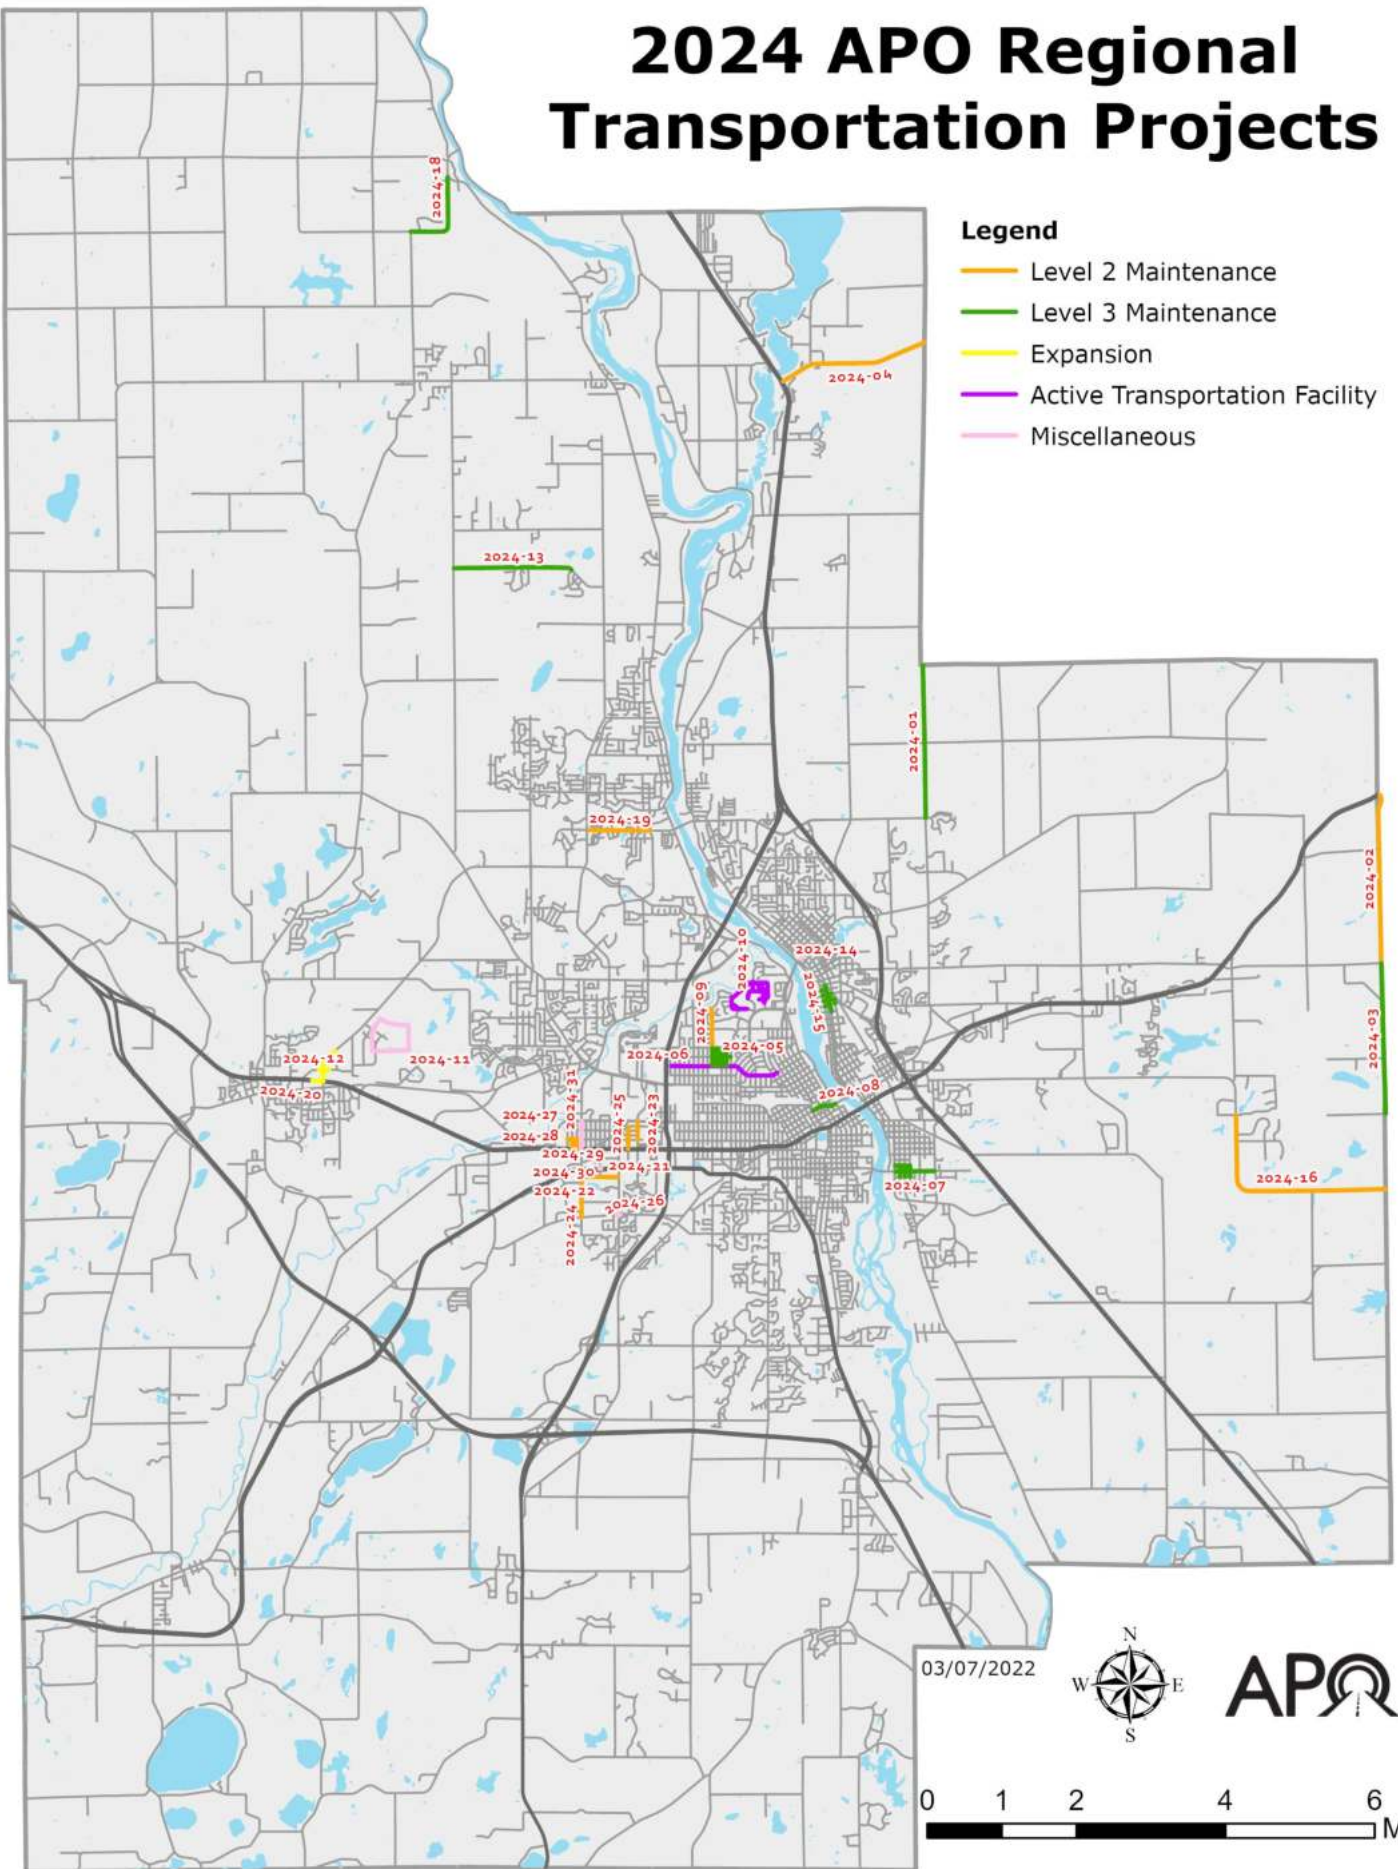 2024 APO Regional
Transportation Projects
Legend
Level 2 Maintenance
Level 3 Maintenance
Expansion
Active Transportation Facility
Miscellaneous
2024-18
2024-04
2024-13
2024-01
2024-19
2024-02
2024-10
2024-14
2024-15
2024-09
2024-03
2024-05
2024-06
2024-12
2024-11
2024-20
2024-08
2024-31
2024-27
2024-25
2024-23
2024-28
2024-29
2024-30
2024-21
2024-22
2024-26
2024-24
2024-07
2024-16
03/07/2022
N
W
E
S
APO
0 1 2 4 6
M